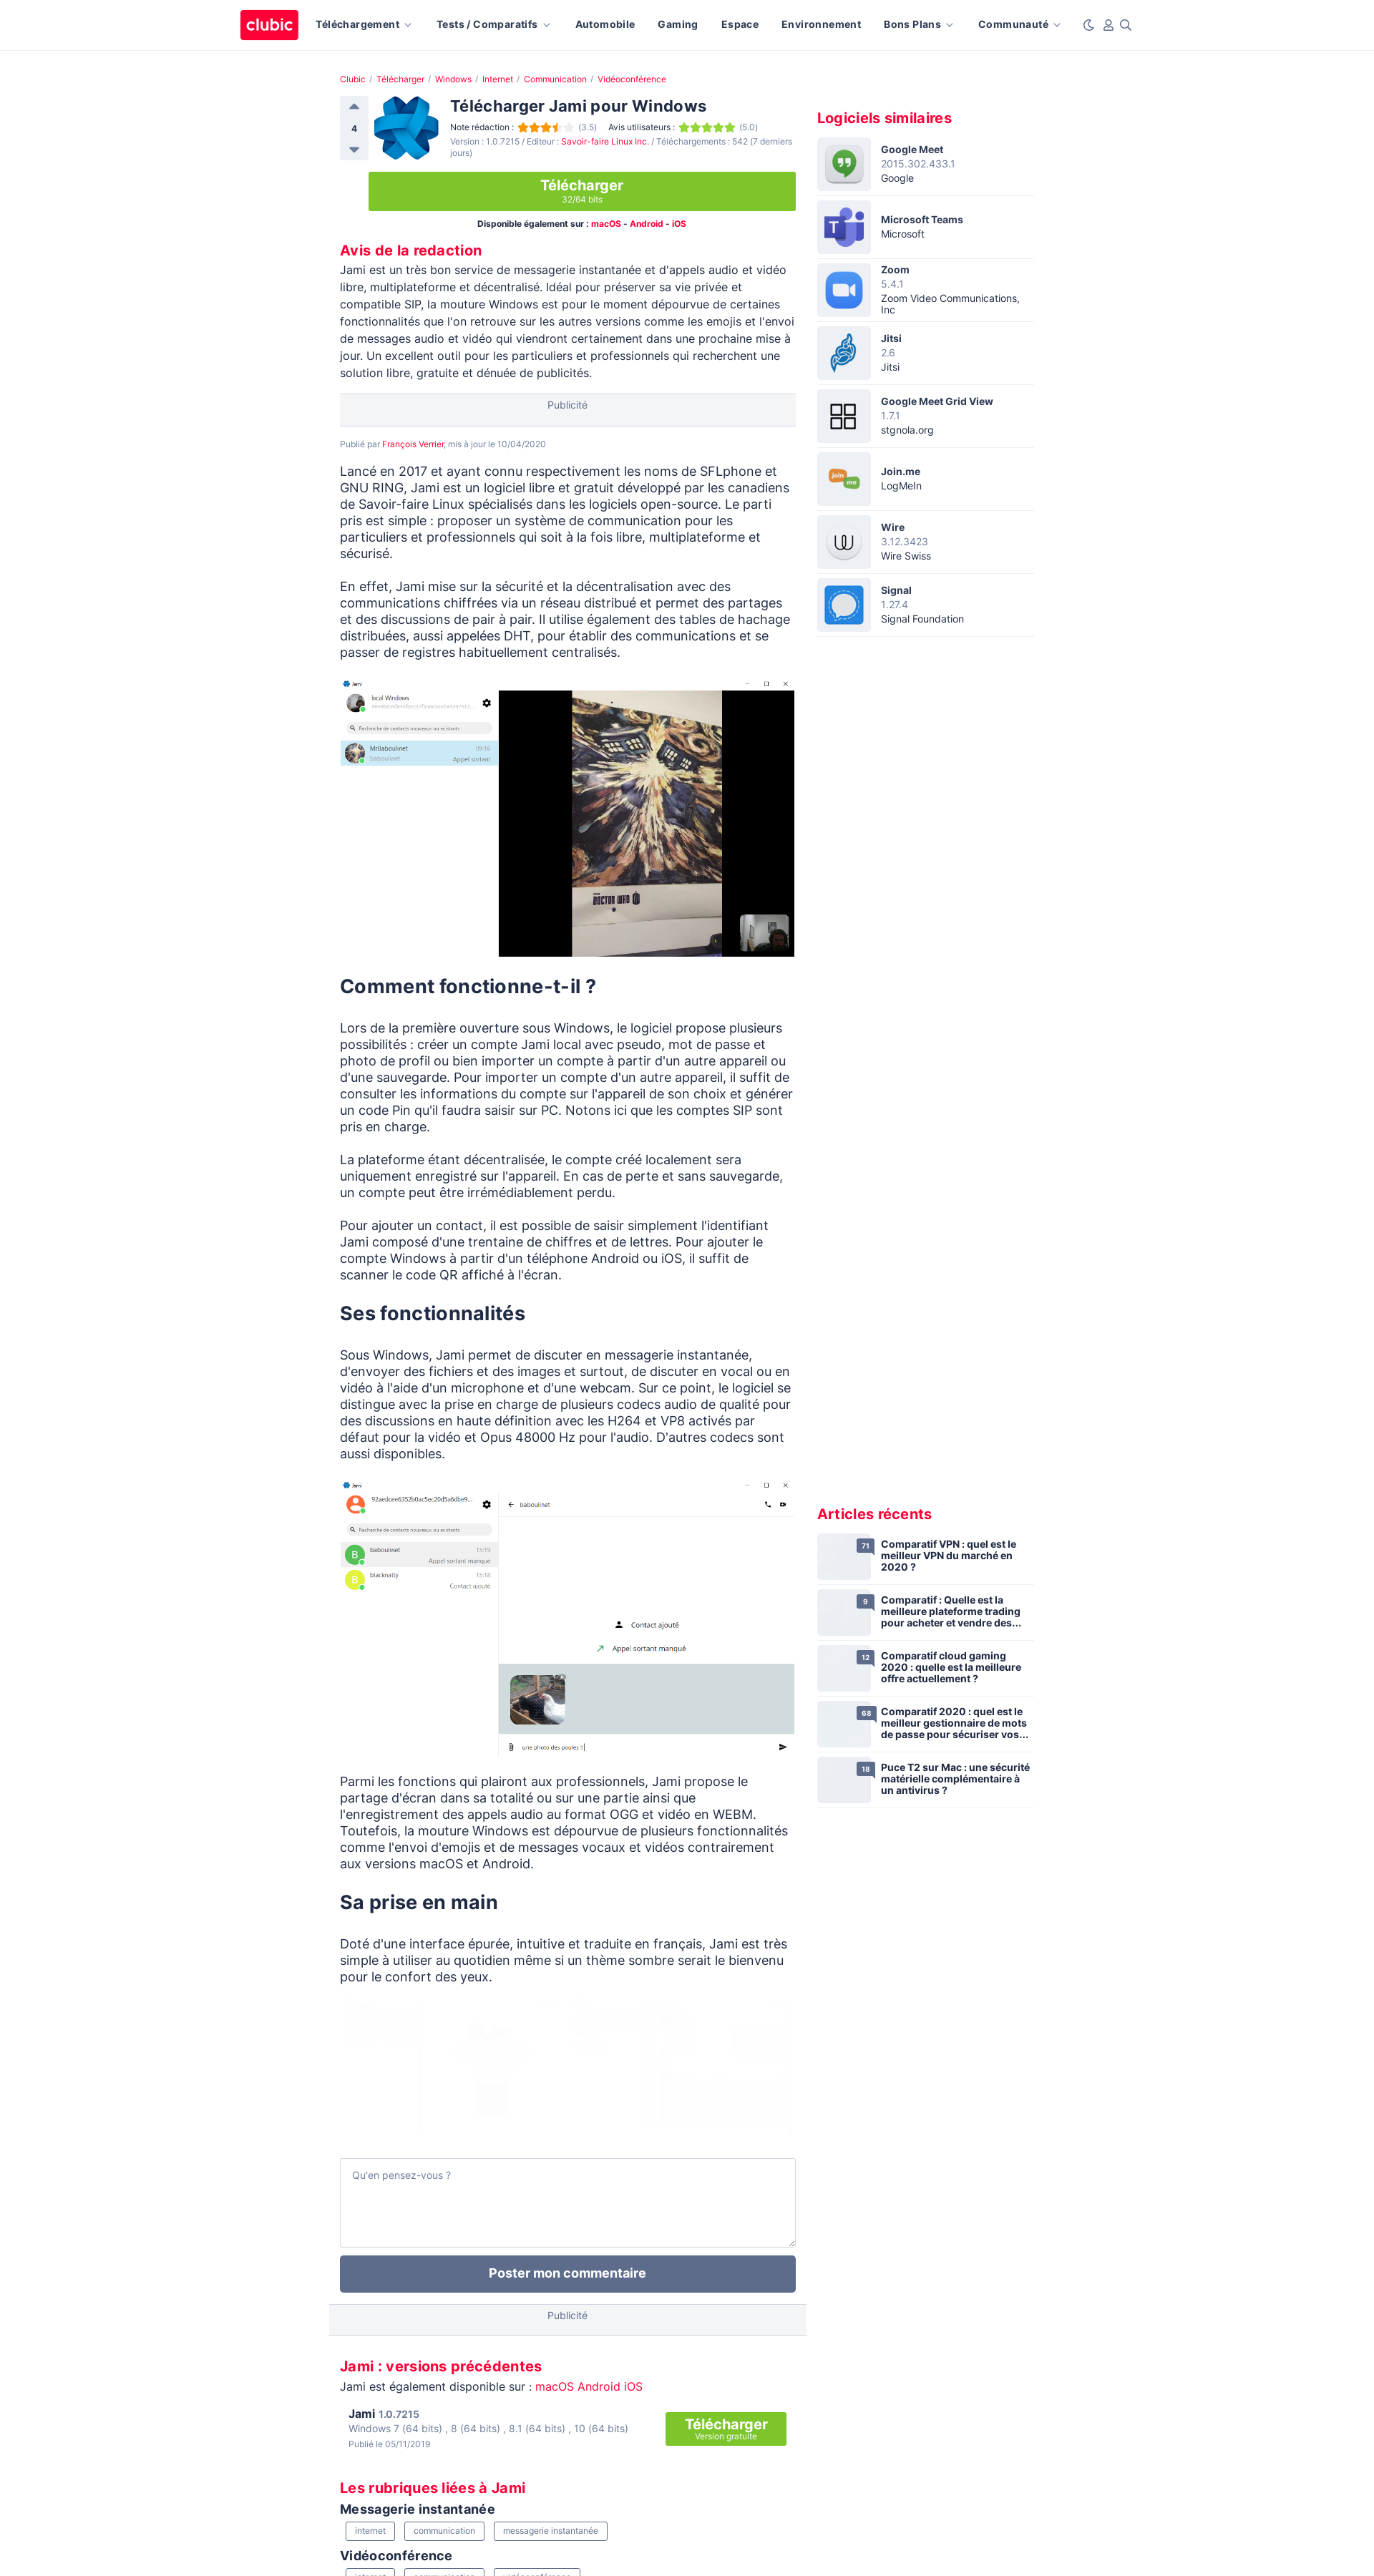 clubic
Téléchargement
Tests / Comparatifs
Automobile
Gaming
Espace
Environnement
Bons Plans
Communauté
Clubic / Télécharger / Windows / Internet / Communication / Vidéoconférence
4
Télécharger Jami pour Windows
Note rédaction : (3.5) Avis utilisateurs : (5.0)
Version : 1.0.7215 / Editeur : Savoir-faire Linux Inc. / Téléchargements : 542 (7 derniers
jours)
Télécharger
32/64 bits
Disponible également sur : macOS - Android - iOS
Avis de la redaction
Jami est un très bon service de messagerie instantanée et d'appels audio et vidéo
libre, multiplateforme et décentralisé. Idéal pour préserver sa vie privée et
compatible SIP, la mouture Windows est pour le moment dépourvue de certaines
fonctionnalités que l'on retrouve sur les autres versions comme les emojis et l'envoi
de messages audio et vidéo qui viendront certainement dans une prochaine mise à
jour. Un excellent outil pour les particuliers et professionnels qui recherchent une
solution libre, gratuite et dénuée de publicités.
Publicité
Publié par François Verrier, mis à jour le 10/04/2020
Lancé en 2017 et ayant connu respectivement les noms de SFLphone et
GNU RING, Jami est un logiciel libre et gratuit développé par les canadiens
de Savoir-faire Linux spécialisés dans les logiciels open-source. Le parti
pris est simple : proposer un système de communication pour les
particuliers et professionnels qui soit à la fois libre, multiplateforme et
sécurisé.
En effet, Jami mise sur la sécurité et la décentralisation avec des
communications chiffrées via un réseau distribué et permet des partages
et des discussions de pair à pair. Il utilise également des tables de hachage
distribuées, aussi appelées DHT, pour établir des communications et se
passer de registres habituellement centralisés.
Jami
local Windows
Recherche de contacts nouveaux ou existants
MrBaboulinet 09:16
baboulinet Appel sortant
DOCTOR WHO
Comment fonctionne-t-il ?
Lors de la première ouverture sous Windows, le logiciel propose plusieurs
possibilités : créer un compte Jami local avec pseudo, mot de passe et
photo de profil ou bien importer un compte à partir d'un autre appareil ou
d'une sauvegarde. Pour importer un compte d'un autre appareil, il suffit de
consulter les informations du compte sur l'appareil de son choix et générer
un code Pin qu'il faudra saisir sur PC. Notons ici que les comptes SIP sont
pris en charge.
La plateforme étant décentralisée, le compte créé localement sera
uniquement enregistré sur l'appareil. En cas de perte et sans sauvegarde,
un compte peut être irrémédiablement perdu.
Pour ajouter un contact, il est possible de saisir simplement l'identifiant
Jami composé d'une trentaine de chiffres et de lettres. Pour ajouter le
compte Windows à partir d'un téléphone Android ou iOS, il suffit de
scanner le code QR affiché à l'écran.
Ses fonctionnalités
Sous Windows, Jami permet de discuter en messagerie instantanée,
d'envoyer des fichiers et des images et surtout, de discuter en vocal ou en
vidéo à l'aide d'un microphone et d'une webcam. Sur ce point, le logiciel se
distingue avec la prise en charge de plusieurs codecs audio de qualité pour
des discussions en haute définition avec les H264 et VP8 activés par
défaut pour la vidéo et Opus 48000 Hz pour l'audio. D'autres codecs sont
aussi disponibles.
Jami
92aedcee6352b0ac5ec20d5a6dbe9...
Recherche de contacts nouveaux ou existants
B baboulinet 15:19
Appel sortant manqué
B blacknally 15:18
Contact ajouté
baboulinet
Contact ajouté
Appel sortant manqué
une photo des poules !
Parmi les fonctions qui plairont aux professionnels, Jami propose le
partage d'écran dans sa totalité ou sur une partie ainsi que
l'enregistrement des appels audio au format OGG et vidéo en WEBM.
Toutefois, la mouture Windows est dépourvue de plusieurs fonctionnalités
comme l'envoi d'emojis et de messages vocaux et vidéos contrairement
aux versions macOS et Android.
Sa prise en main
Doté d'une interface épurée, intuitive et traduite en français, Jami est très
simple à utiliser au quotidien même si un thème sombre serait le bienvenu
pour le confort des yeux.
Qu'en pensez-vous ?
Poster mon commentaire
Publicité
Jami : versions précédentes
Jami est également disponible sur : macOS Android iOS
Jami 1.0.7215
Windows 7 (64 bits) , 8 (64 bits) , 8.1 (64 bits) , 10 (64 bits)
Publié le 05/11/2019
Télécharger
Version gratuite
Les rubriques liées à Jami
Messagerie instantanée
internet communication messagerie instantanée
Vidéoconférence
internet communication vidéoconférence
Logiciels similaires
Google Meet
2015.302.433.1
Google
Microsoft Teams
Microsoft
Zoom
5.4.1
Zoom Video Communications,
Inc
Jitsi
2.6
Jitsi
Google Meet Grid View
1.7.1
stgnola.org
join
me
Join.me
LogMeIn
Wire
3.12.3423
Wire Swiss
Signal
1.27.4
Signal Foundation
Articles récents
71
Comparatif VPN : quel est le
meilleur VPN du marché en
2020 ?
9
Comparatif : Quelle est la
meilleure plateforme trading
pour acheter et vendre des...
12
Comparatif cloud gaming
2020 : quelle est la meilleure
offre actuellement ?
68
Comparatif 2020 : quel est le
meilleur gestionnaire de mots
de passe pour sécuriser vos...
18
Puce T2 sur Mac : une sécurité
matérielle complémentaire à
un antivirus ?